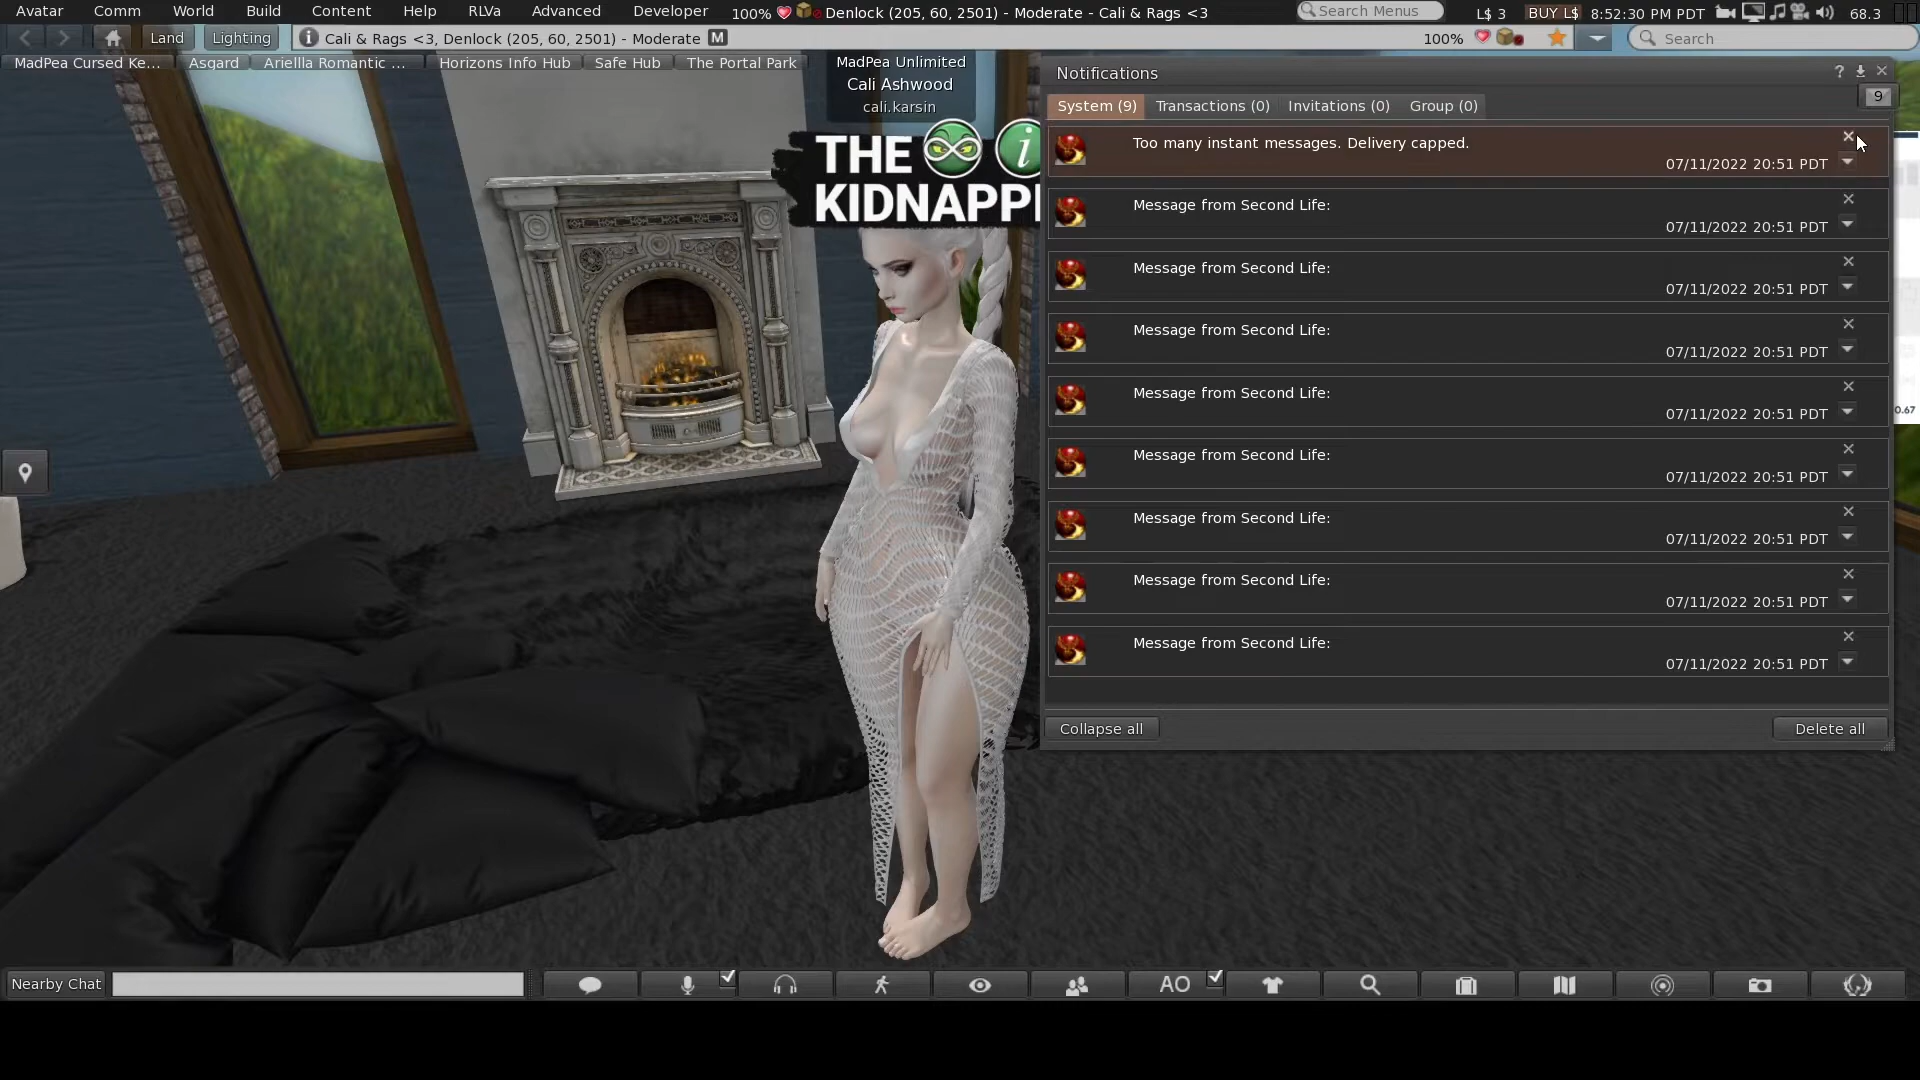 Avatar Comm World Build Content Help RLVa Advanced Developer 100% Denlock (205, 60, 2501) - Moderate - Cali & Rags <3 Search Menus L$ 3 BUY L$ 8:52:30 PM PDT 68.3
Land Lighting Cali & Rags <3, Denlock (205, 60, 2501) - Moderate M 100% Search
MadPea Cursed Ke... Asgard Ariellla Romantic ... Horizons Info Hub Safe Hub The Portal Park
MadPea Unlimited
Cali Ashwood
cali.karsin
THE
KIDNAPP
Notifications ?
9
System (9) Transactions (0) Invitations (0) Group (0)
Too many instant messages. Delivery capped.
07/11/2022 20:51 PDT
Message from Second Life:
07/11/2022 20:51 PDT
Message from Second Life:
07/11/2022 20:51 PDT
Message from Second Life:
07/11/2022 20:51 PDT
Message from Second Life:
07/11/2022 20:51 PDT
Message from Second Life:
07/11/2022 20:51 PDT
Message from Second Life:
07/11/2022 20:51 PDT
Message from Second Life:
07/11/2022 20:51 PDT
Message from Second Life:
07/11/2022 20:51 PDT
0.67
Collapse all Delete all
Nearby Chat AO